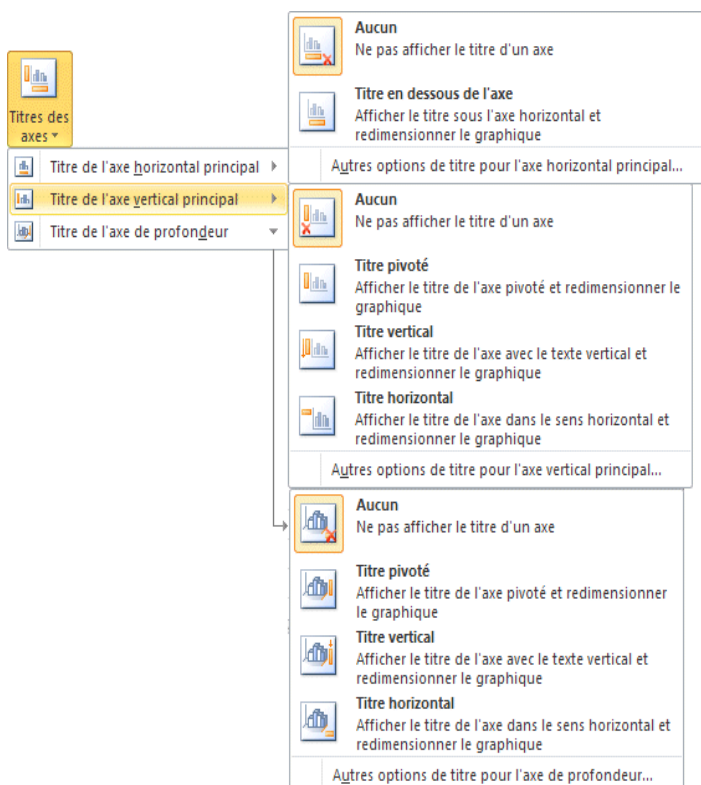 Titres des
axes
Titre de l'axe horizontal principal
Titre de l'axe vertical principal
Titre de l'axe de profondeur
Aucun
Ne pas afficher le titre d'un axe
Titre en dessous de l'axe
Afficher le titre sous l'axe horizontal et
redimensionner le graphique
Autres options de titre pour l'axe horizontal principal...
Aucun
Ne pas afficher le titre d'un axe
Titre pivoté
Afficher le titre de l'axe pivoté et redimensionner le
graphique
Titre vertical
Afficher le titre de l'axe avec le texte vertical et
redimensionner le graphique
Titre horizontal
Afficher le titre de l'axe dans le sens horizontal et
redimensionner le graphique
Autres options de titre pour l'axe vertical principal...
Aucun
Ne pas afficher le titre d'un axe
Titre pivoté
Afficher le titre de l'axe pivoté et redimensionner
le graphique
Titre vertical
Afficher le titre de l'axe avec le texte vertical et
redimensionner le graphique
Titre horizontal
Afficher le titre de l'axe dans le sens horizontal et
redimensionner le graphique
Autres options de titre pour l'axe de profondeur...